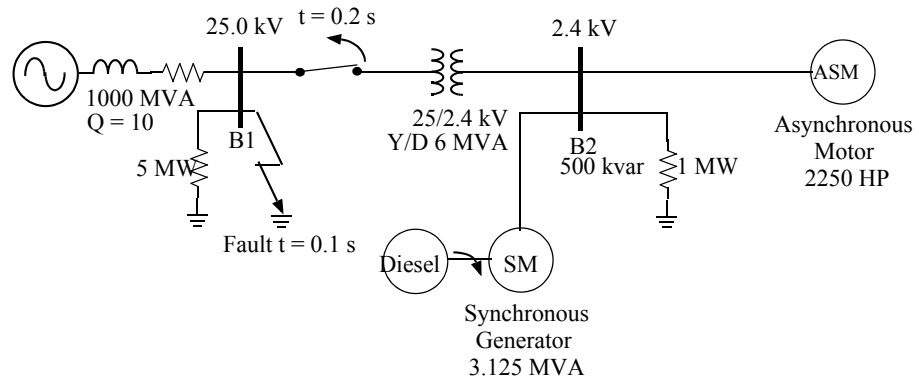 25.0 kV
t = 0.2 s
2.4 kV
1000 MVA
Q = 10
B1
5 MW
Fault t = 0.1 s
25/2.4 kV
Y/D 6 MVA
B2
500 kvar
1 MW
ASM
Asynchronous
Motor
2250 HP
Diesel
SM
Synchronous
Generator
3.125 MVA